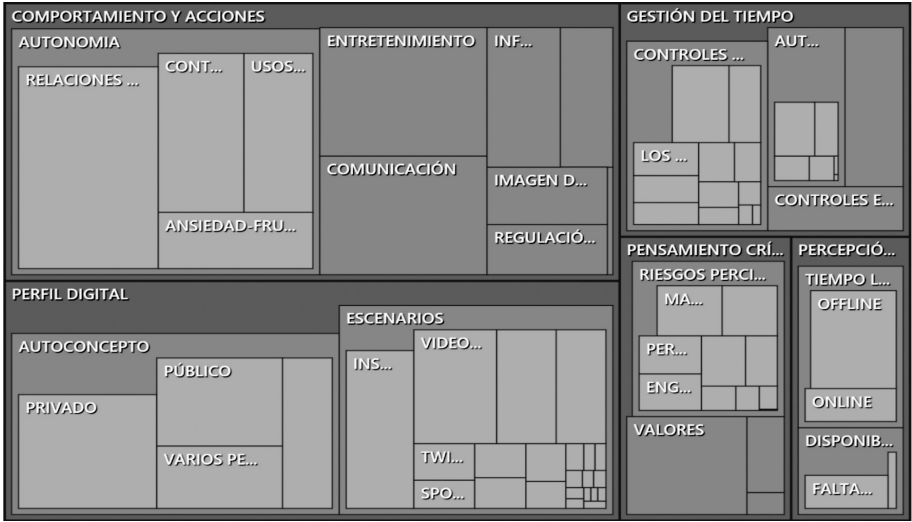 COMPORTAMIENTO Y ACCIONES
AUTONOMIA
RELACIONES ...
CONT...
USOS...
ANSIEDAD-FRU...
ENTRETENIMIENTO
INF...
COMUNICACIÓN
IMAGEN D...
REGULACIÓ...
GESTIÓN DEL TIEMPO
CONTROLES ...
LOS ...
AUT...
CONTROLES E...
PERFIL DIGITAL
AUTOCONCEPTO
PRIVADO
PÚBLICO
VARIOS PE...
ESCENARIOS
INS...
VIDEO...
TWI...
SPO...
PENSAMIENTO CRÍ...
RIESGOS PERCI...
MA...
PER...
ENG...
VALORES
PERCEPCIÓ...
TIEMPO L...
OFFLINE
ONLINE
DISPONIB...
FALTA...